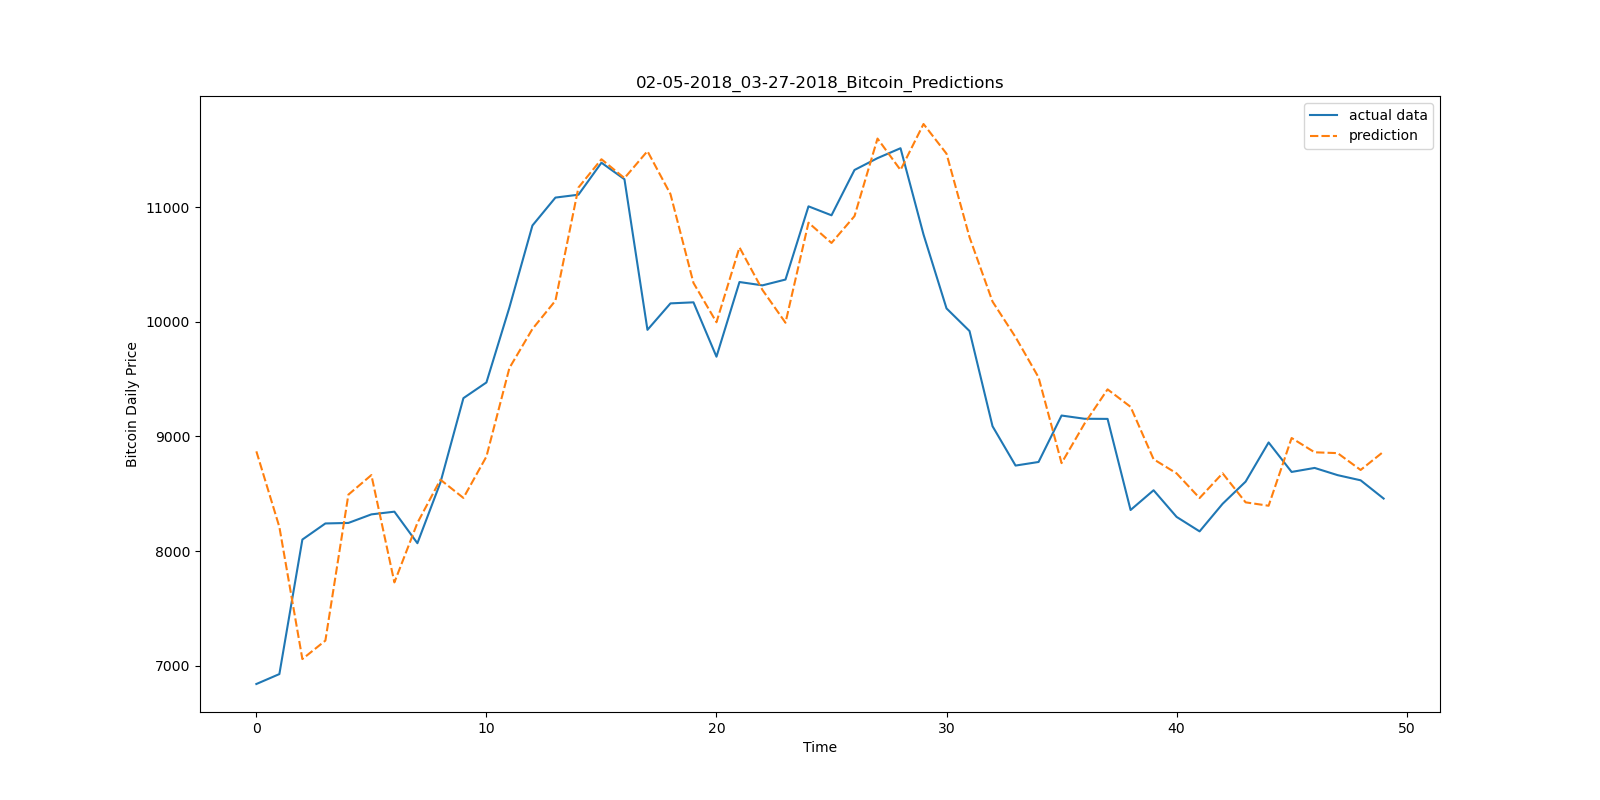 02-05-2018_03-27-2018_Bitcoin_Predictions
actual data
prediction
Bitcoin Daily Price
11000
10000
9000
8000
7000
0 10 20 30 40 50
Time